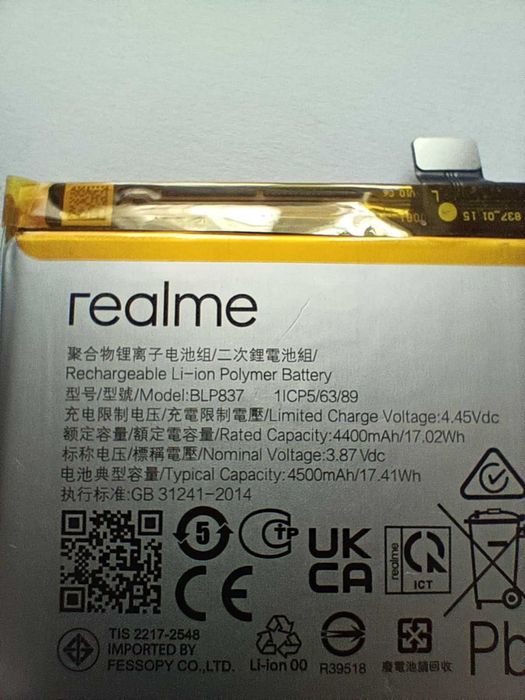 realme
聚合物锂离子电池组/二次鋰電池組/
Rechargeable Li-ion Polymer Battery
型号/型號/Model:BLP837 1ICP5/63/89
充电限制电压/充電限制電壓/Limited Charge Voltage:4.45Vdc
额定容量/額定電容量/Rated Capacity:4400mAh/17.02Wh
标称电压/標稱電壓/Nominal Voltage:3.87 Vdc
电池典型容量/Typical Capacity:4500mAh/17.41Wh
执行标准:GB 31241-2014
5
TP
UK
CA
CE
realme
ICT
TIS 2217-2548
IMPORTED BY
FESSOPY CO.,LTD.
Li-ion 00
R39518
廢電池請回收
Pb
837_01_15